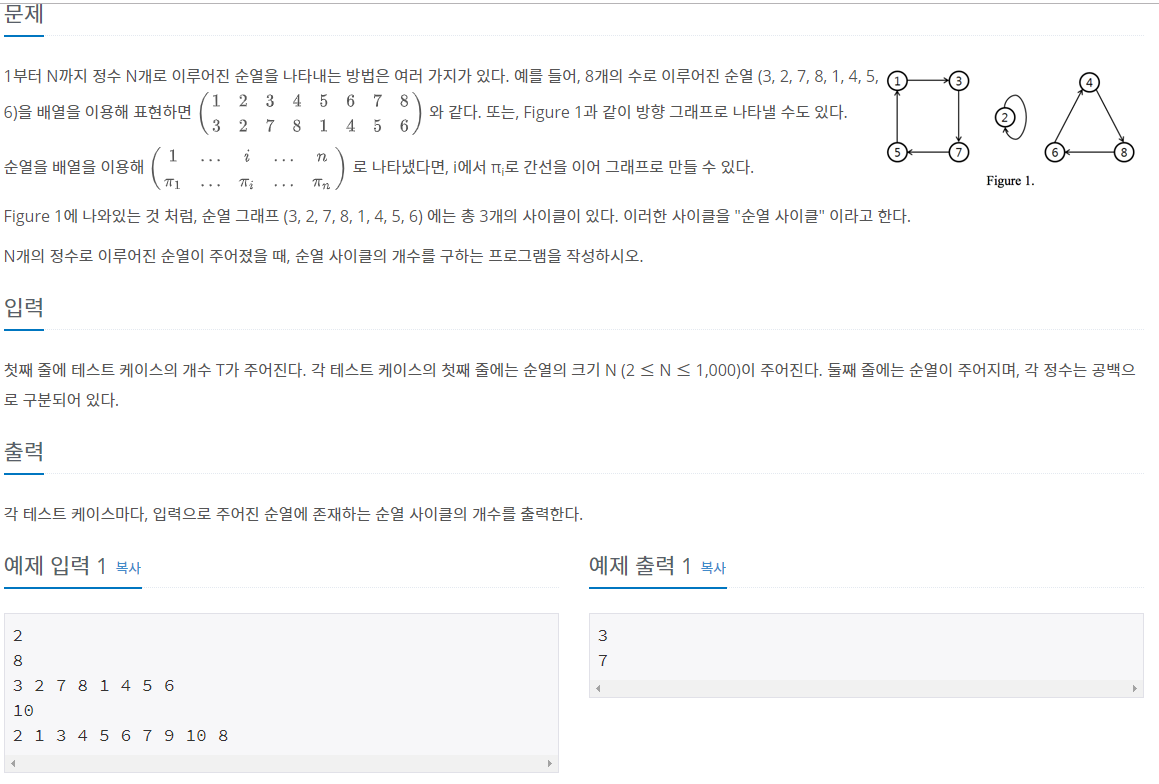 문제
1부터 N까지 정수 N개로 이루어진 순열을 나타내는 방법은 여러 가지가 있다. 예를 들어, 8개의 수로 이루어진 순열 (3, 2, 7, 8, 1, 4, 5,
6)을 배열을 이용해 표현하면 (1 2 3 4 5 6 7 8
3 2 7 8 1 4 5 6) 와 같다. 또는, Figure 1과 같이 방향 그래프로 나타낼 수도 있다.
순열을 배열을 이용해 (1 ... i ... n
π1 ... πi ... πn) 로 나타냈다면, i에서 πi로 간선을 이어 그래프로 만들 수 있다.
1 3
5 7
2
4
6 8
Figure 1.
Figure 1에 나와있는 것 처럼, 순열 그래프 (3, 2, 7, 8, 1, 4, 5, 6) 에는 총 3개의 사이클이 있다. 이러한 사이클을 "순열 사이클" 이라고 한다.
N개의 정수로 이루어진 순열이 주어졌을 때, 순열 사이클의 개수를 구하는 프로그램을 작성하시오.
입력
첫째 줄에 테스트 케이스의 개수 T가 주어진다. 각 테스트 케이스의 첫째 줄에는 순열의 크기 N (2 ≤ N ≤ 1,000)이 주어진다. 둘째 줄에는 순열이 주어지며, 각 정수는 공백으
로 구분되어 있다.
출력
각 테스트 케이스마다, 입력으로 주어진 순열에 존재하는 순열 사이클의 개수를 출력한다.
예제 입력 1 복사
2
8
3 2 7 8 1 4 5 6
10
2 1 3 4 5 6 7 9 10 8
예제 출력 1 복사
3
7